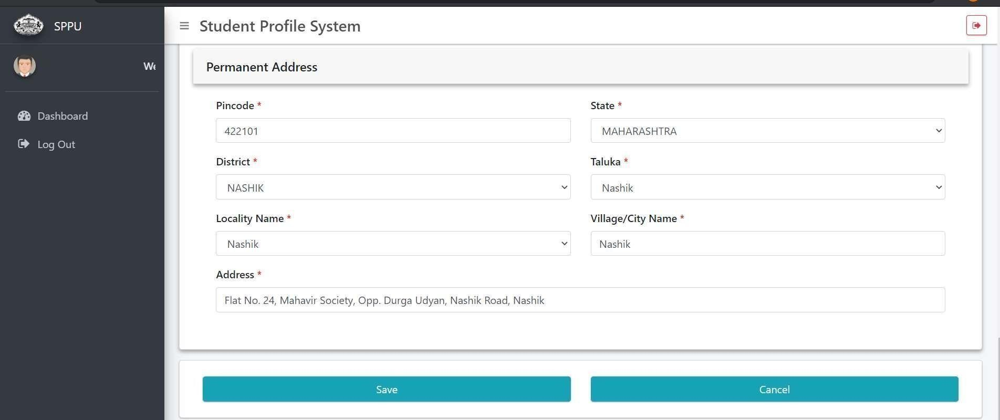 SPPU
Student Profile System
We
Dashboard
Log Out
Permanent Address
Pincode *
422101
State *
MAHARASHTRA
District *
NASHIK
Taluka *
Nashik
Locality Name *
Nashik
Village/City Name *
Nashik
Address *
Flat No. 24, Mahavir Society, Opp. Durga Udyan, Nashik Road, Nashik
Save
Cancel